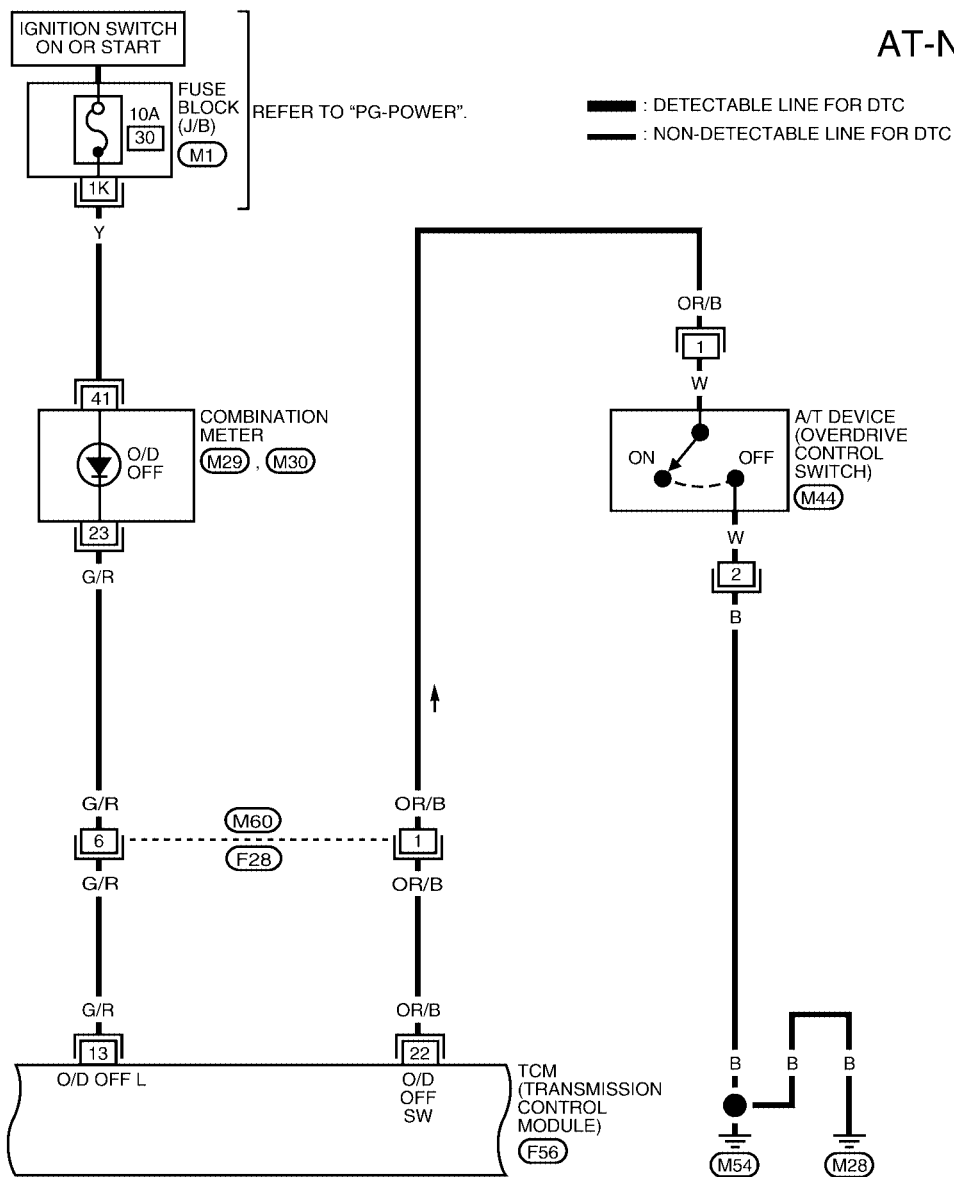 IGNITION SWITCH
ON OR START
AT-N
FUSE
BLOCK
(J/B)
M1
10A
30
REFER TO "PG-POWER".
: DETECTABLE LINE FOR DTC
: NON-DETECTABLE LINE FOR DTC
1K
Y
OR/B
1
W
41
COMBINATION
METER
M29 , M30
O/D
OFF
A/T DEVICE
(OVERDRIVE
CONTROL
SWITCH)
M44
ON
OFF
23
G/R
W
2
B
G/R
6
G/R
M60
F28
OR/B
1
OR/B
G/R
13
O/D OFF L
OR/B
22
O/D
OFF
SW
TCM
(TRANSMISSION
CONTROL
MODULE)
F56
B
B
B
M54
M28